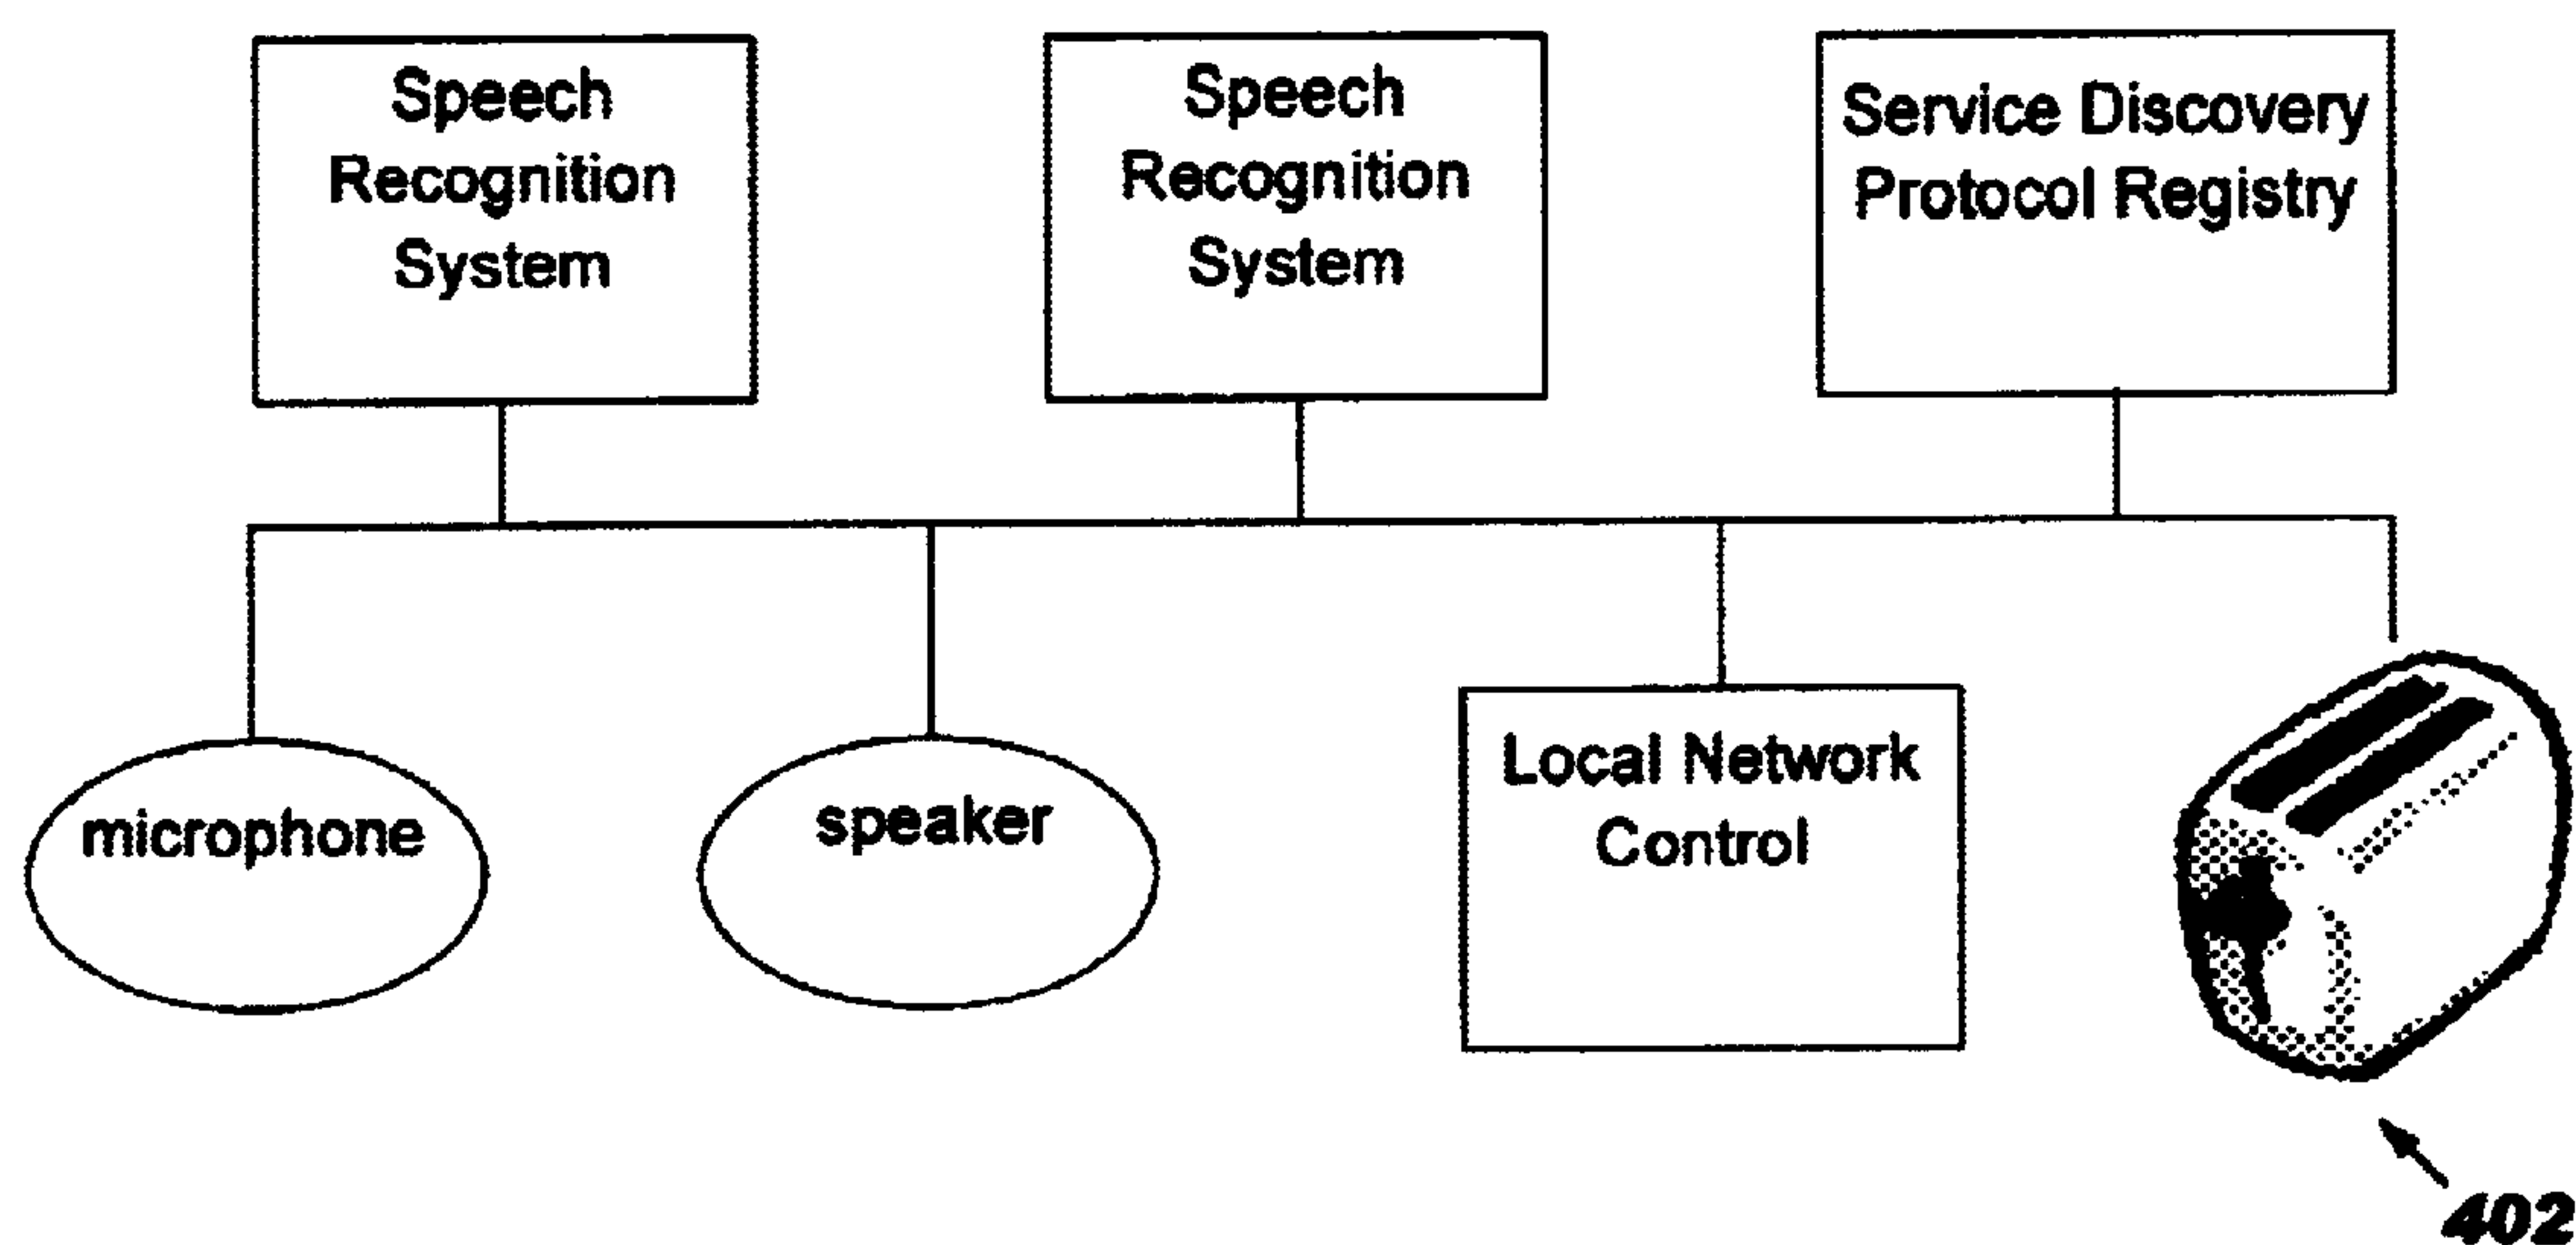 Speech
Recognition
System
Speech
Recognition
System
Service Discovery
Protocol Registry
microphone
speaker
Local Network
Control
402